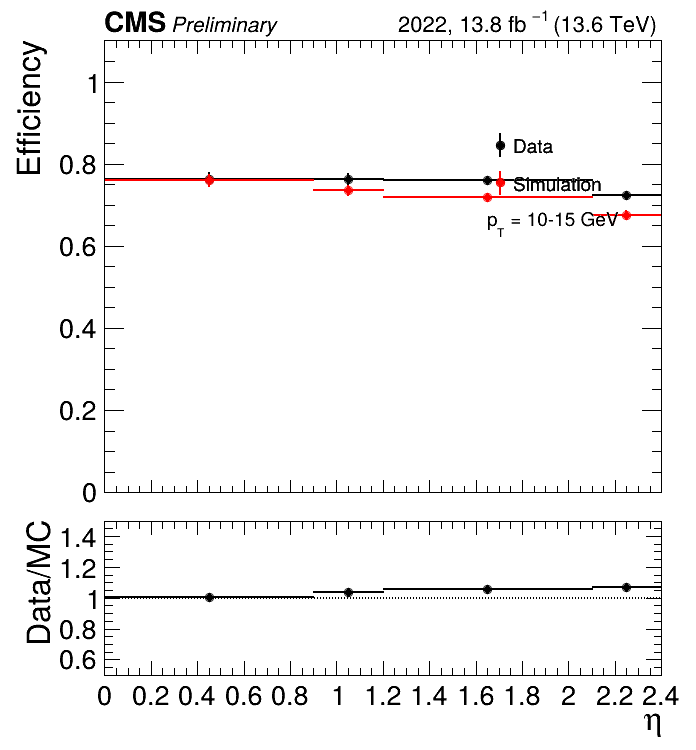 CMS Preliminary 2022, 13.8 fb⁻¹ (13.6 TeV)
Efficiency
1
0.8
0.6
0.4
0.2
0
Data
Simulation
p_T = 10-15 GeV
Data/MC
1.4
1.2
1
0.8
0.6
0 0.2 0.4 0.6 0.8 1 1.2 1.4 1.6 1.8 2 2.2 2.4
η